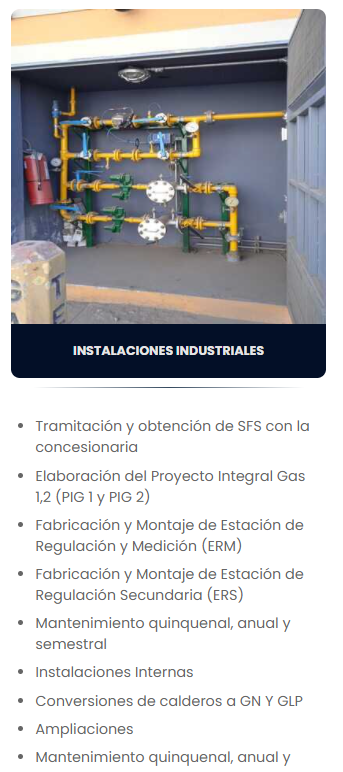 INSTALACIONES INDUSTRIALES
Tramitación y obtención de SFS con la
concesionaria
Elaboración del Proyecto Integral Gas
1,2 (PIG 1 y PIG 2)
Fabricación y Montaje de Estación de
Regulación y Medición (ERM)
Fabricación y Montaje de Estación de
Regulación Secundaria (ERS)
Mantenimiento quinquenal, anual y
semestral
Instalaciones Internas
Conversiones de calderos a GN Y GLP
Ampliaciones
Mantenimiento quinquenal, anual y